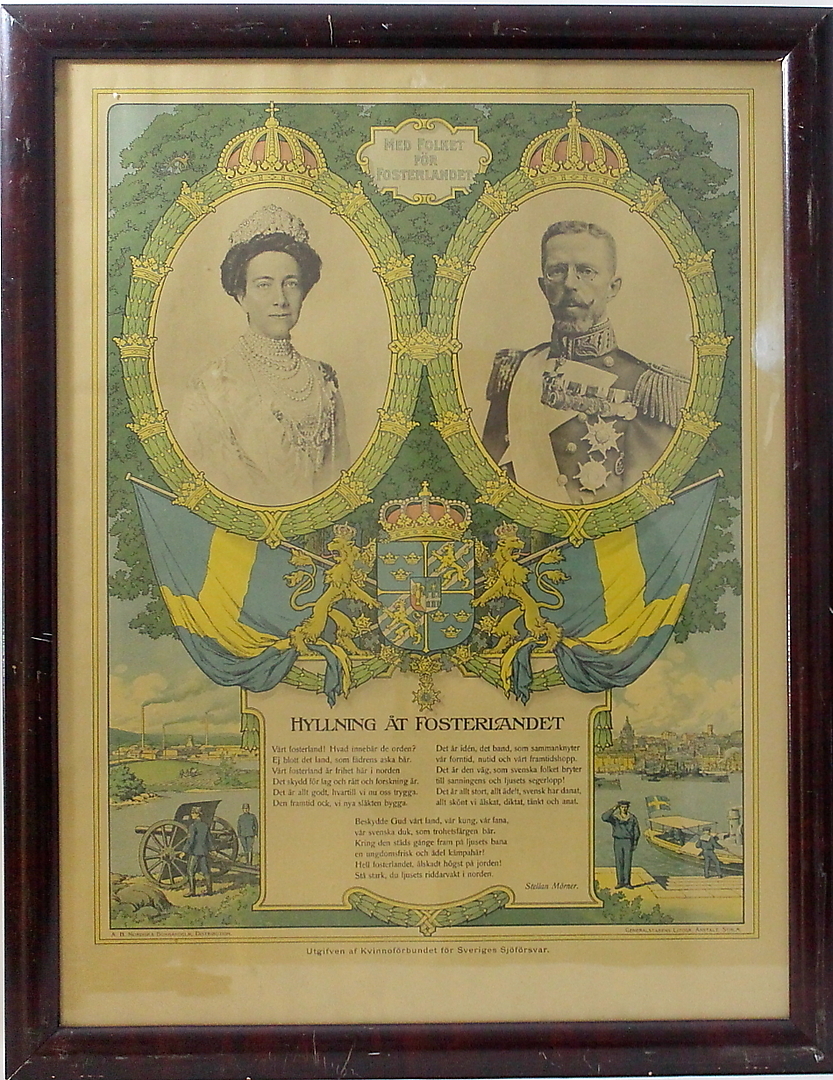 MED FOLKET
FÖR
FOSTERLANDET
HYLLNING ÅT FOSTERLANDET
Vårt fosterland! Hvad innebär de orden?
Ej blott det land, som fädrens aska bär.
Vårt fosterland är frihet här i norden
Det skydd för lag och rätt och forskning är.
Det är allt godt, hvartill vi nu oss trygga.
Den framtid ock, vi nya släkten bygga.
Det är idén, det band, som sammanknyter
vår forntid, nutid och vårt framtidshopp.
Det är den väg, som svenska folket bryter
till sanningens och ljusets segerlopp!
Det är allt stort, allt ädelt, svensk har danat,
allt skönt vi älskat, diktat, tänkt och anat.
Beskydde Gud vårt land, vår kung, vår fana,
vår svenska duk, som trohetsfärgen bär.
Kring den städs gånge fram på ljusets bana
en ungdomsfrisk och ädel kämpahär!
Hell fosterlandet, älskadt högst på jorden!
Stå stark, du ljusets riddarvakt i norden.
Stellan Mörner.
GENERALSTABENS LITOGR. ANSTALT, STHLM.
Utgifven af Kvinnoförbundet för Sveriges Sjöförsvar.